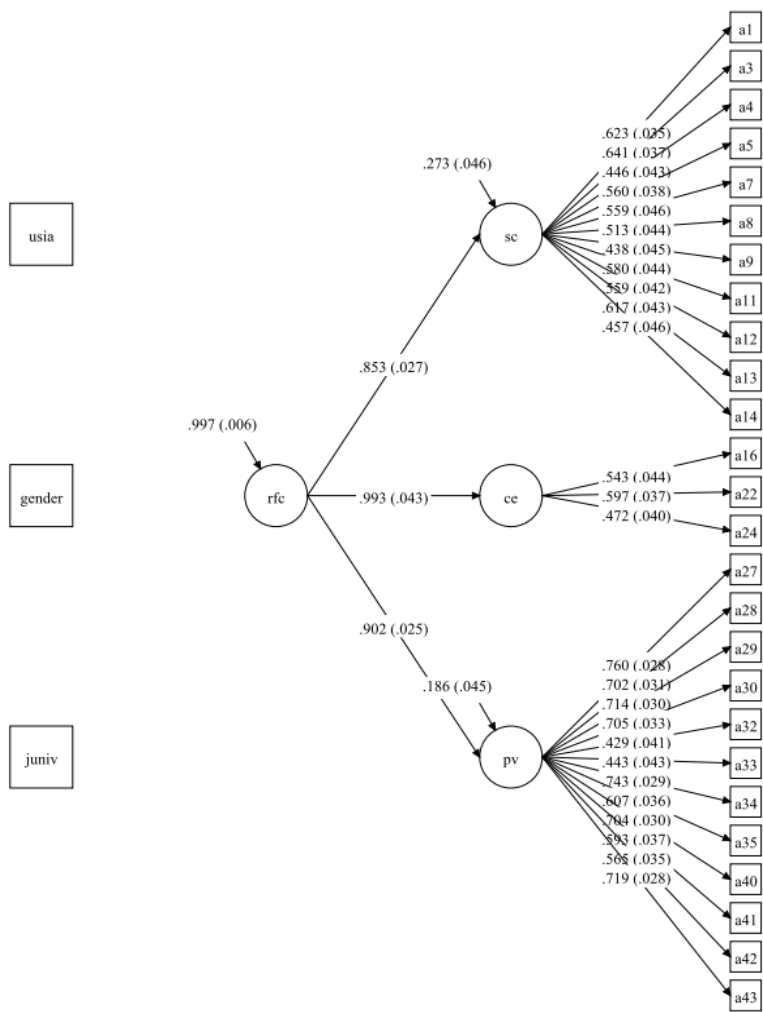 usia
gender
juniv
.997 (.006)
rfc
.853 (.027)
.993 (.043)
.902 (.025)
.273 (.046)
sc
ce
.186 (.045)
pv
.623 (.035)
.641 (.037)
.446 (.043)
.560 (.038)
.559 (.046)
.513 (.044)
.438 (.045)
.580 (.044)
.559 (.042)
.617 (.043)
.457 (.046)
.543 (.044)
.597 (.037)
.472 (.040)
.760 (.028)
.702 (.031)
.714 (.030)
.705 (.033)
.429 (.041)
.443 (.043)
.743 (.029)
.607 (.036)
.704 (.030)
.593 (.037)
.565 (.035)
.719 (.028)
a1
a3
a4
a5
a7
a8
a9
a11
a12
a13
a14
a16
a22
a24
a27
a28
a29
a30
a32
a33
a34
a35
a40
a41
a42
a43